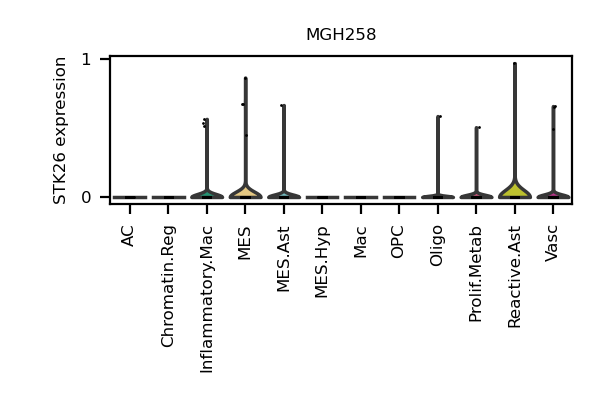 MGH258
STK26 expression
1
0
AC
Chromatin.Reg
Inflammatory.Mac
MES
MES.Ast
MES.Hyp
Mac
OPC
Oligo
Prolif.Metab
Reactive.Ast
Vasc